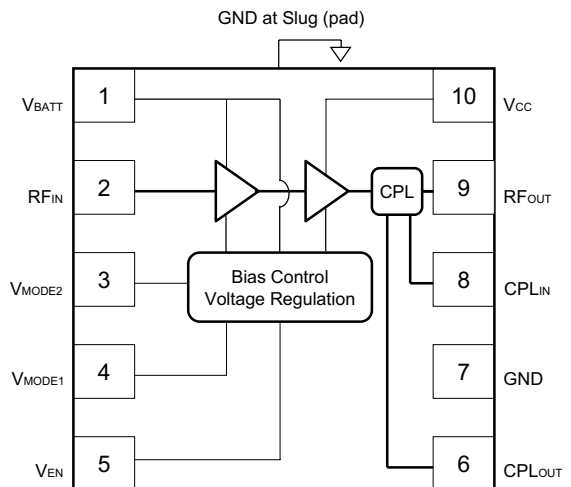 GND at Slug (pad)
VBATT 1 10 VCC
RFIN 2 CPL 9 RFOUT
VMODE2 3 Bias Control 8 CPLIN
Voltage Regulation
VMODE1 4 7 GND
VEN 5 6 CPLOUT